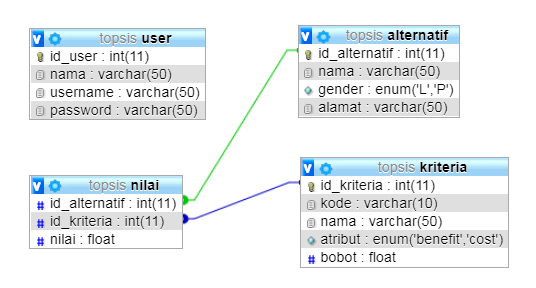 topsis user
id_user : int(11)
nama : varchar(50)
username : varchar(50)
password : varchar(50)
topsis alternatif
id_alternatif : int(11)
nama : varchar(50)
gender : enum('L','P')
alamat : varchar(50)
topsis nilai
id_alternatif : int(11)
id_kriteria : int(11)
nilai : float
topsis kriteria
id_kriteria : int(11)
kode : varchar(10)
nama : varchar(50)
atribut : enum('benefit','cost')
bobot : float